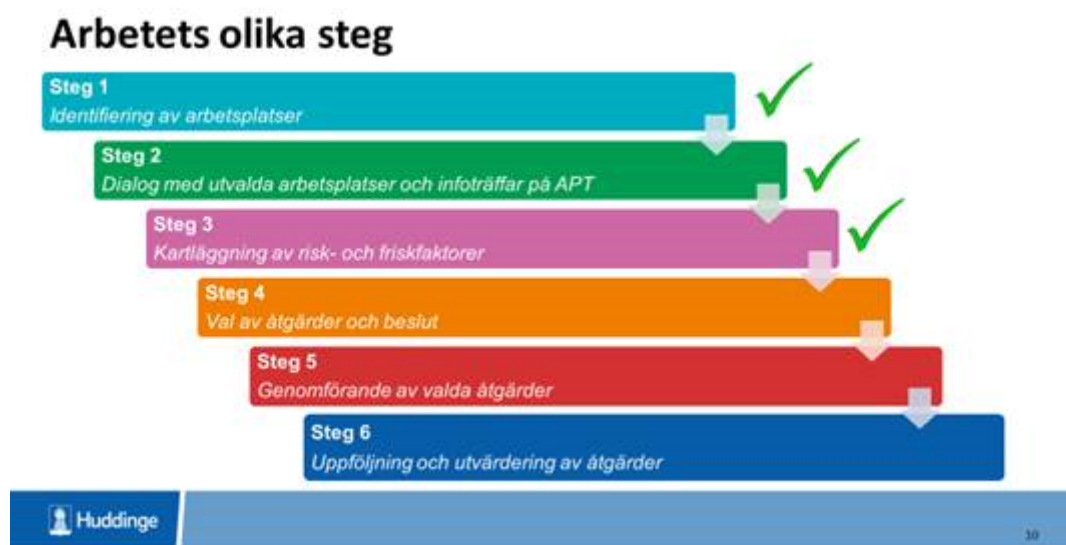 Arbetets olika steg
Steg 1
Identifiering av arbetsplatser
Steg 2
Dialog med utvalda arbetsplatser och infoträffar på APT
Steg 3
Kartläggning av risk- och friskfaktorer
Steg 4
Val av åtgärder och beslut
Steg 5
Genomförande av valda åtgärder
Steg 6
Uppföljning och utvärdering av åtgärder
Huddinge
10